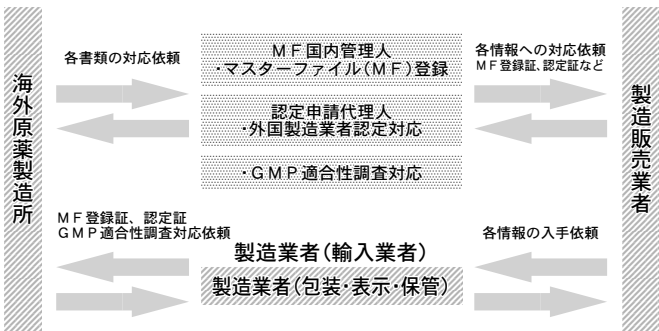 海外原薬製造所
各書類の対応依頼
MF国内管理人
・マスターファイル(MF)登録
認定申請代理人
・外国製造業者認定対応
・GMP適合性調査対応
各情報への対応依頼
MF登録証、認定証など
製造販売業者
MF登録証、認定証
GMP適合性調査対応依頼
製造業者(輸入業者)
製造業者(包装・表示・保管)
各情報の入手依頼